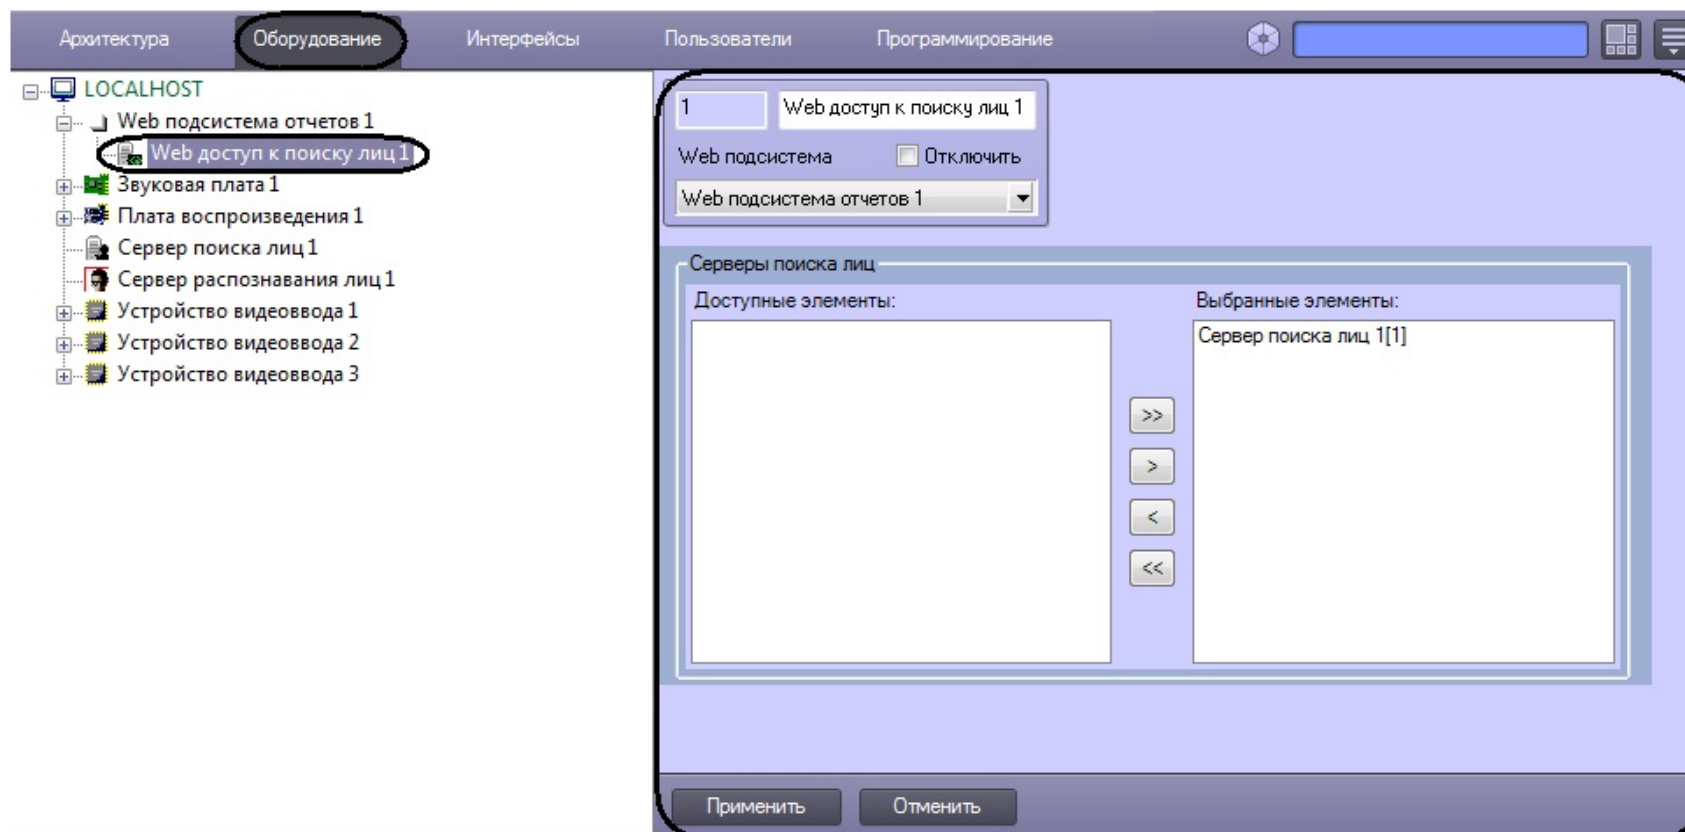 Архитектура Оборудование Интерфейсы Пользователи Программирование
LOCALHOST
Web подсистема отчетов 1
Web доступ к поиску лиц 1
Звуковая плата 1
Плата воспроизведения 1
Сервер поиска лиц 1
Сервер распознавания лиц 1
Устройство видеоввода 1
Устройство видеоввода 2
Устройство видеоввода 3
1 Web доступ к поиску лиц 1
Web подсистема Отключить
Web подсистема отчетов 1
Серверы поиска лиц
Доступные элементы: Выбранные элементы:
Сервер поиска лиц 1[1]
>>
>
<
<<
Применить Отменить